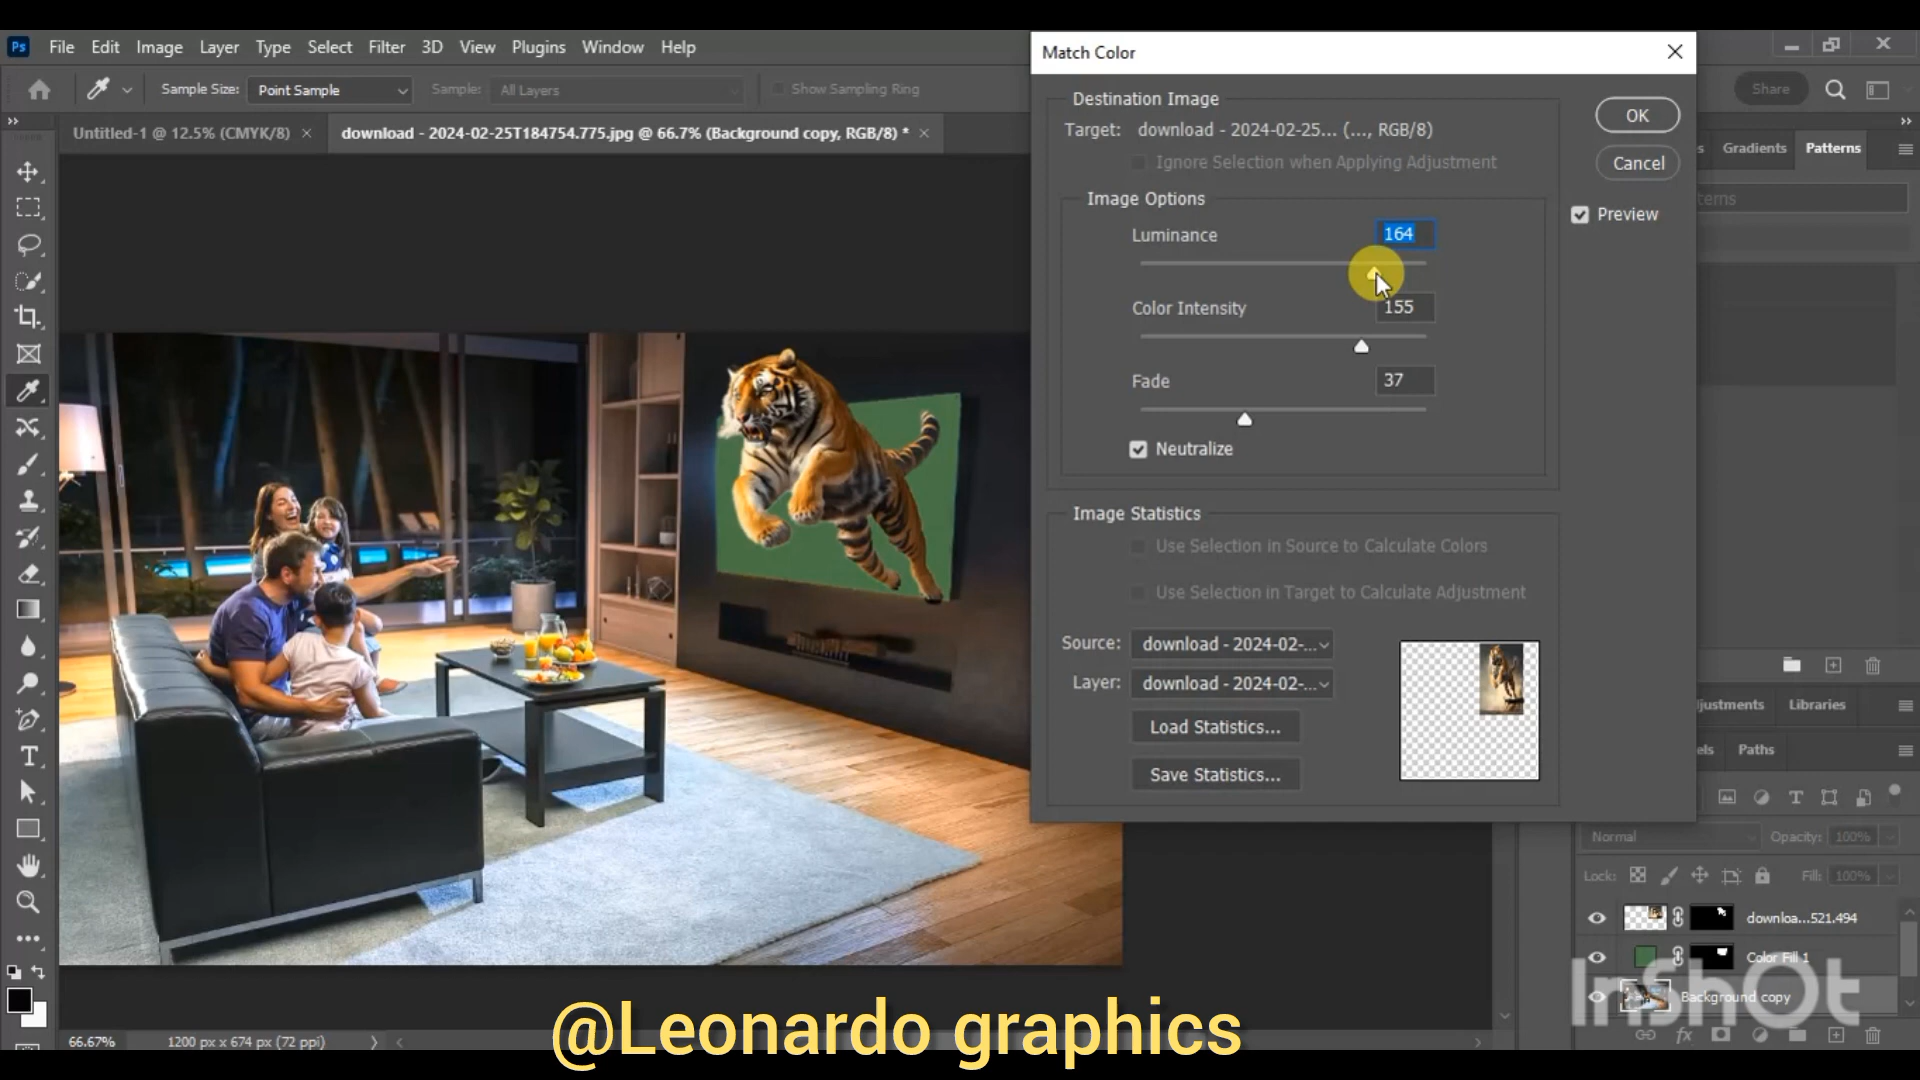 Ps File Edit Image Layer Type Select Filter 3D View Plugins Window Help
Sample Size: Point Sample Sample: All Layers Show Sampling Ring
Share
Untitled-1 @ 12.5% (CMYK/8) × download - 2024-02-25T184754.775.jpg @ 66.7% (Background copy, RGB/8) * ×
Match Color
Destination Image
Target: download - 2024-02-25... (..., RGB/8)
Ignore Selection when Applying Adjustment
OK
Cancel
Preview
Image Options
Luminance 164
Color Intensity 155
Fade 37
Neutralize
Image Statistics
Use Selection in Source to Calculate Colors
Use Selection in Target to Calculate Adjustment
Source: download - 2024-02-...
Layer: download - 2024-02-...
Load Statistics...
Save Statistics...
Gradients Patterns
Libraries
Paths
Normal Opacity: 100%
Lock: Fill: 100%
downloa...521.494
Color Fill 1
Background copy
InShOt
66.67% 1200 px x 674 px (72 ppi)
@Leonardo graphics